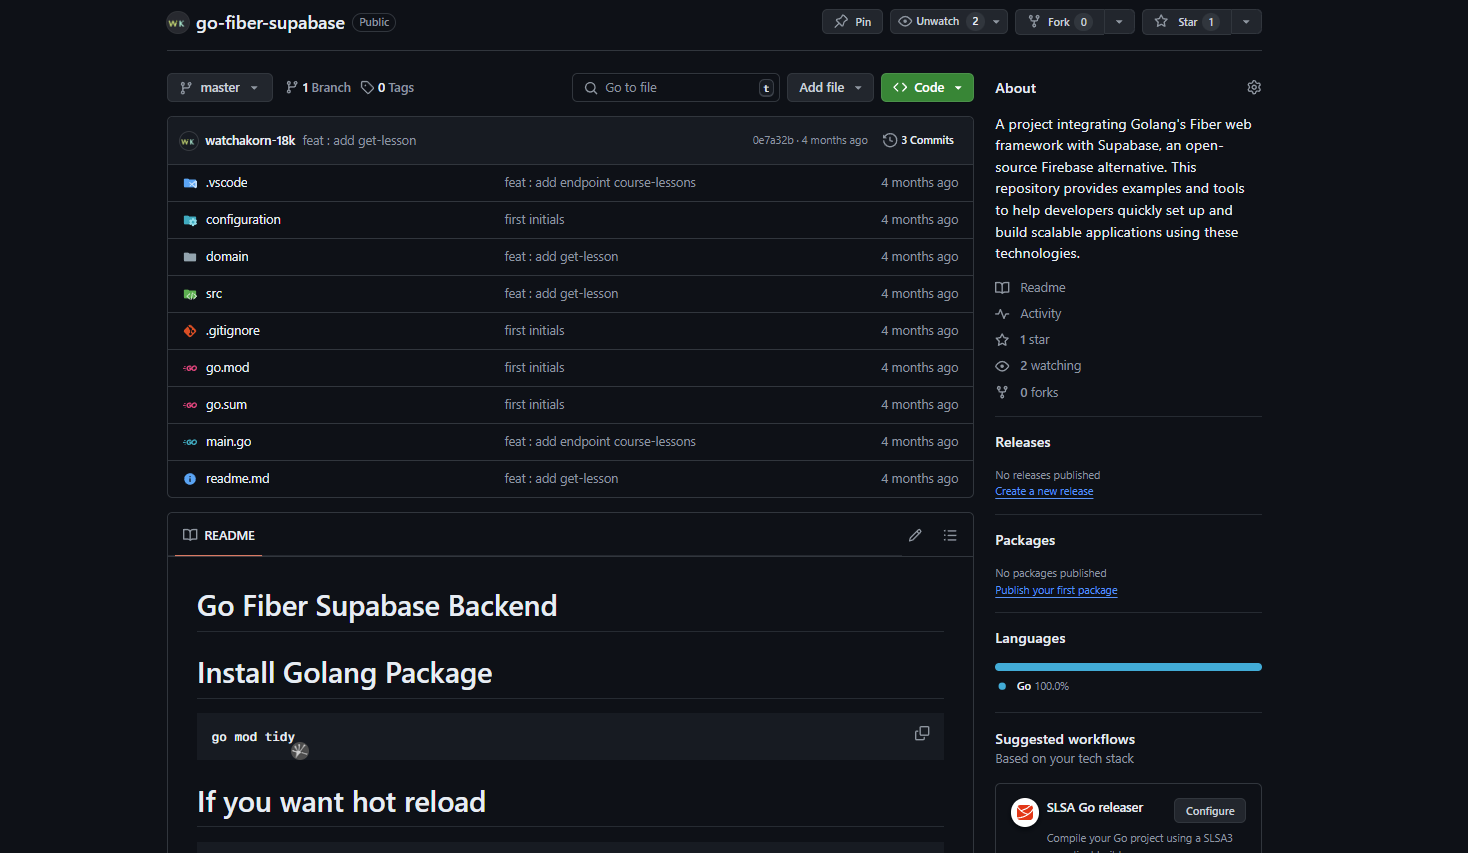 WK go-fiber-supabase Public
Pin Unwatch 2 Fork 0 Star 1
master 1 Branch 0 Tags Go to file t Add file Code
WK watchakorn-18k feat : add get-lesson 0e7a32b · 4 months ago 3 Commits
.vscode feat : add endpoint course-lessons 4 months ago
configuration first initials 4 months ago
domain feat : add get-lesson 4 months ago
src feat : add get-lesson 4 months ago
.gitignore first initials 4 months ago
go.mod first initials 4 months ago
go.sum first initials 4 months ago
main.go feat : add endpoint course-lessons 4 months ago
readme.md feat : add get-lesson 4 months ago
README
Go Fiber Supabase Backend
Install Golang Package
go mod tidy
If you want hot reload
About
A project integrating Golang's Fiber web
framework with Supabase, an open-
source Firebase alternative. This
repository provides examples and tools
to help developers quickly set up and
build scalable applications using these
technologies.
Readme
Activity
1 star
2 watching
0 forks
Releases
No releases published
Create a new release
Packages
No packages published
Publish your first package
Languages
Go 100.0%
Suggested workflows
Based on your tech stack
SLSA Go releaser Configure
Compile your Go project using a SLSA3